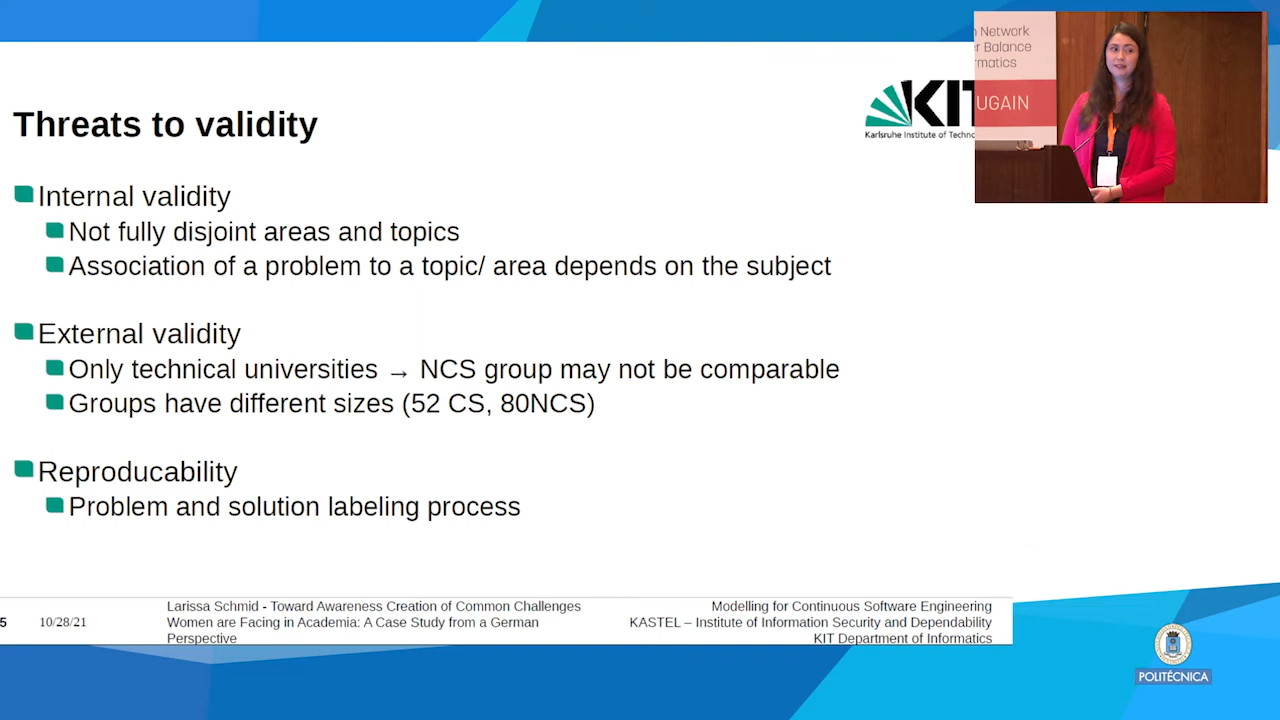 Threats to validity
KIT
Karlsruhe Institute of
Network
Balance
UGAIN
Internal validity
Not fully disjoint areas and topics
Association of a problem to a topic/ area depends on the subject
External validity
Only technical universities → NCS group may not be comparable
Groups have different sizes (52 CS, 80NCS)
Reproducability
Problem and solution labeling process
5
10/28/21
Larissa Schmid - Toward Awareness Creation of Common Challenges
Women are Facing in Academia: A Case Study from a German
Perspective
Modelling for Continuous Software Engineering
KASTEL – Institute of Information Security and Dependability
KIT Department of Informatics
POLITÉCNICA